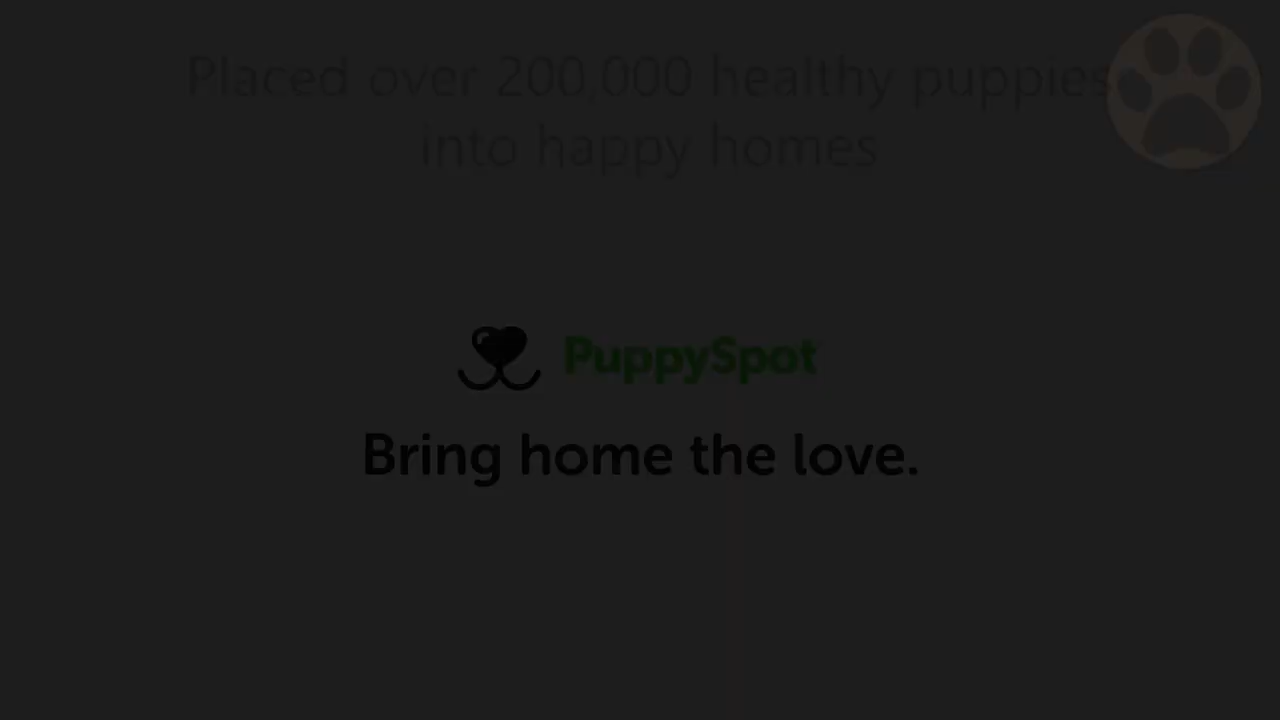 Placed over 200,000 healthy puppies
into happy homes
PuppySpot
Bring home the love.